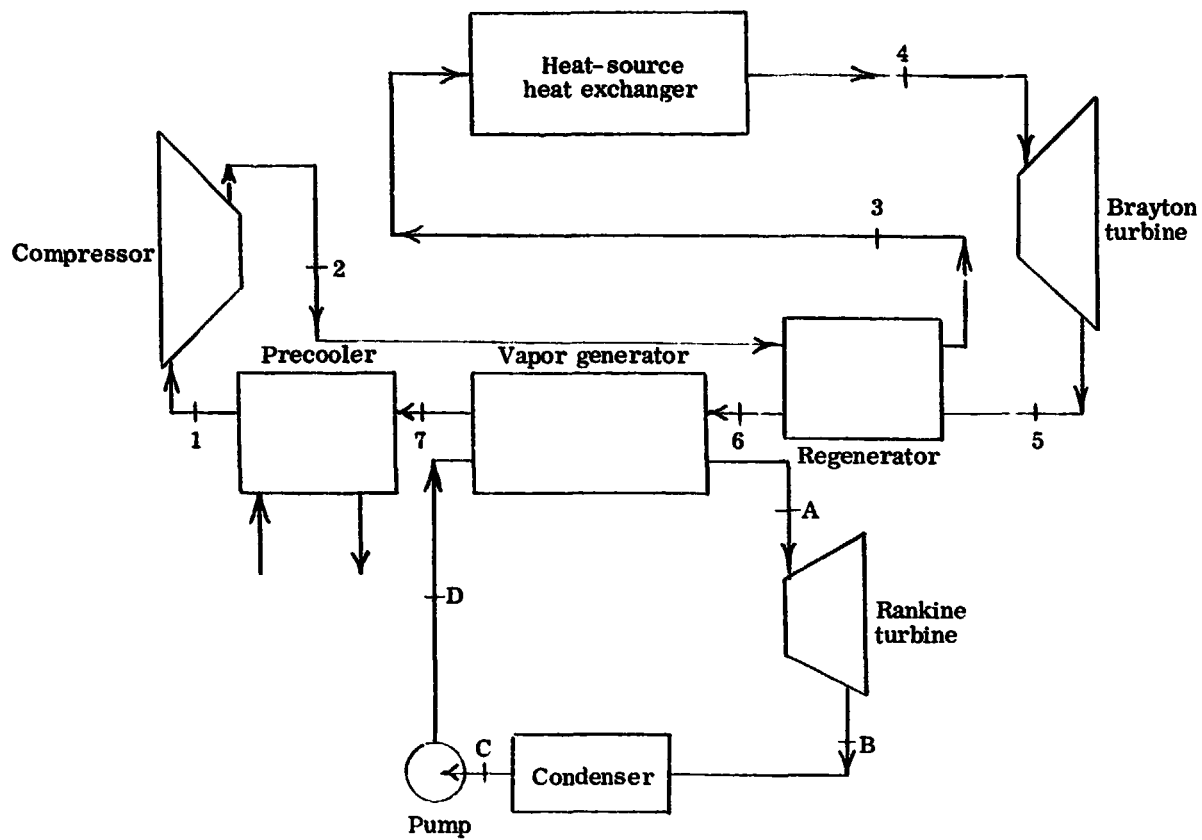 Heat-source
heat exchanger
4
Brayton
turbine
3
Compressor
2
Precooler
Vapor generator
1
7
6
5
Regenerator
A
D
Rankine
turbine
B
C
Condenser
Pump